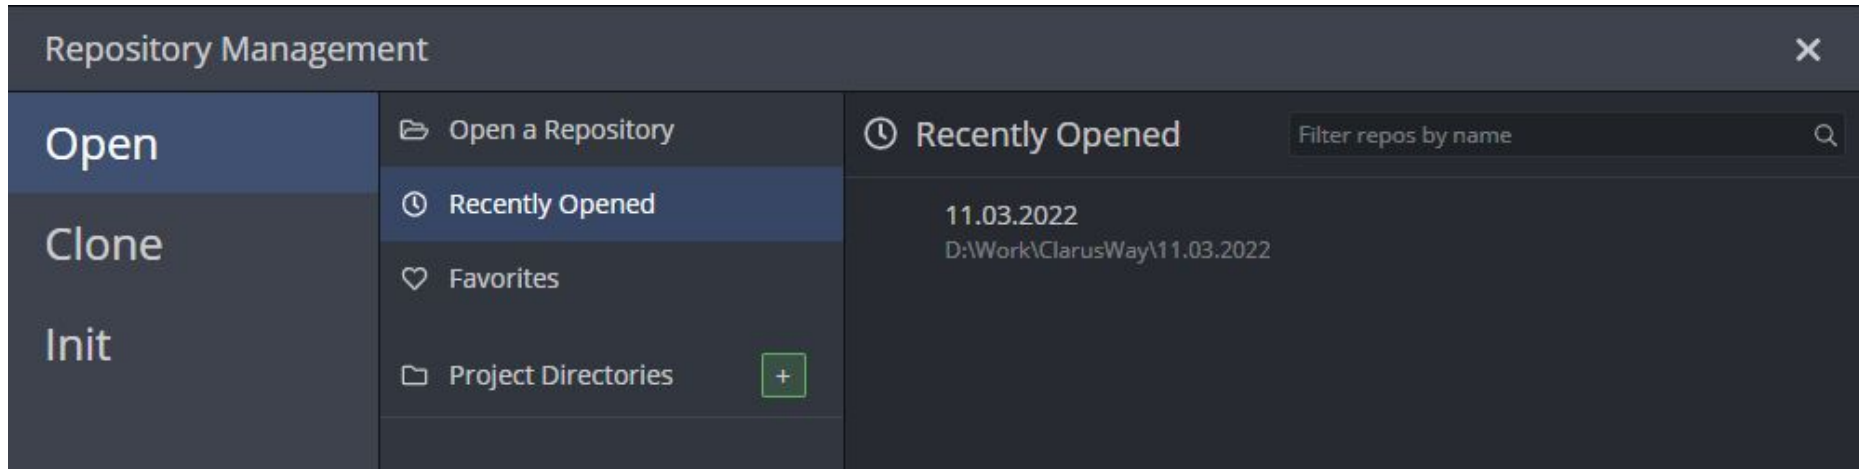 Repository Management
Open
Clone
Init
Open a Repository
Recently Opened
Favorites
Project Directories
+
Recently Opened
Filter repos by name
11.03.2022
D:\Work\ClarusWay\11.03.2022